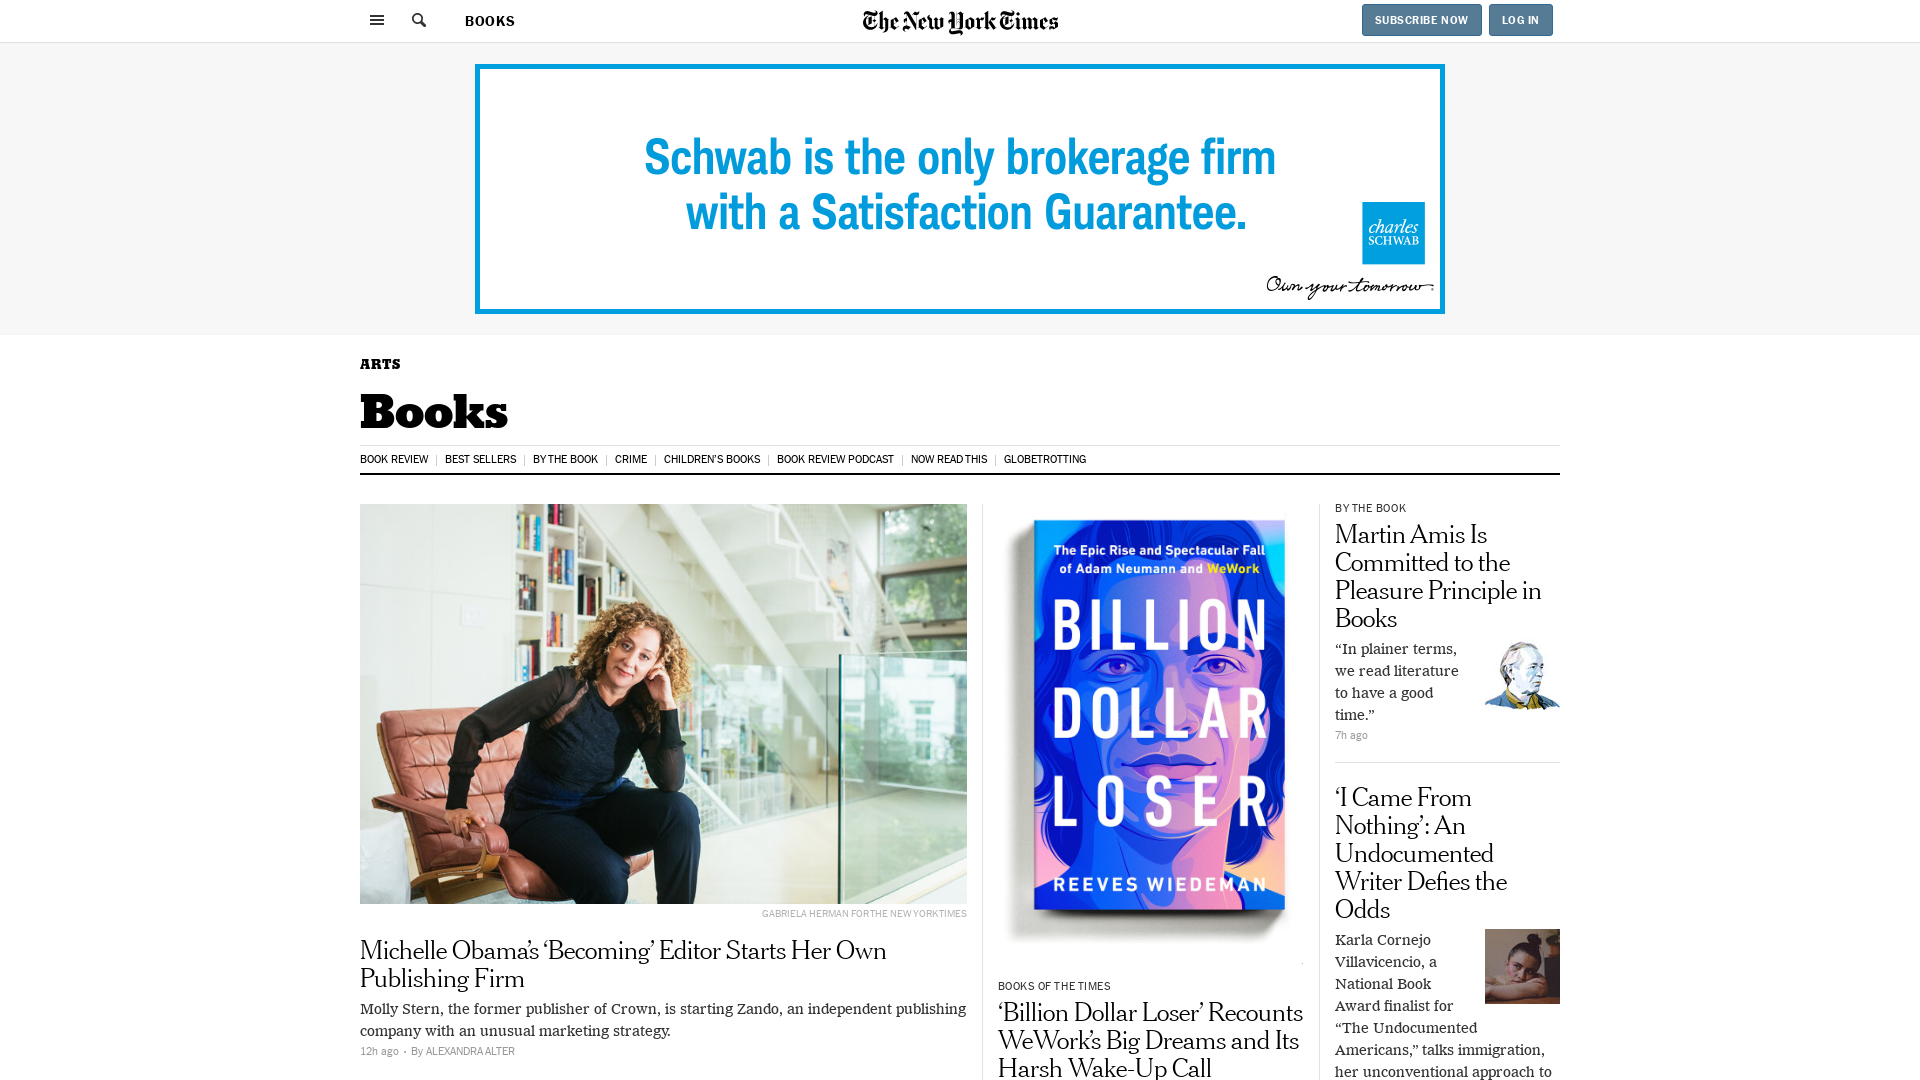 BOOKS
The New York Times
SUBSCRIBE NOW
LOG IN
Schwab is the only brokerage firm
with a Satisfaction Guarantee.
charles
SCHWAB
Own your tomorrow.
ARTS
Books
BOOK REVIEW
BEST SELLERS
BY THE BOOK
CRIME
CHILDREN'S BOOKS
BOOK REVIEW PODCAST
NOW READ THIS
GLOBETROTTING
GABRIELA HERMAN FOR THE NEW YORK TIMES
Michelle Obama's ‘Becoming’ Editor Starts Her Own
Publishing Firm
Molly Stern, the former publisher of Crown, is starting Zando, an independent publishing
company with an unusual marketing strategy.
12h ago · By ALEXANDRA ALTER
The Epic Rise and Spectacular Fall
of Adam Neumann and WeWork
BILLION
DOLLAR
LOSER
REEVES WIEDEMAN
BOOKS OF THE TIMES
‘Billion Dollar Loser’ Recounts
WeWork's Big Dreams and Its
Harsh Wake-Up Call
BY THE BOOK
Martin Amis Is
Committed to the
Pleasure Principle in
Books
“In plainer terms,
we read literature
to have a good
time.”
7h ago
‘I Came From
Nothing’: An
Undocumented
Writer Defies the
Odds
Karla Cornejo
Villavicencio, a
National Book
Award finalist for
“The Undocumented
Americans,” talks immigration,
her unconventional approach to